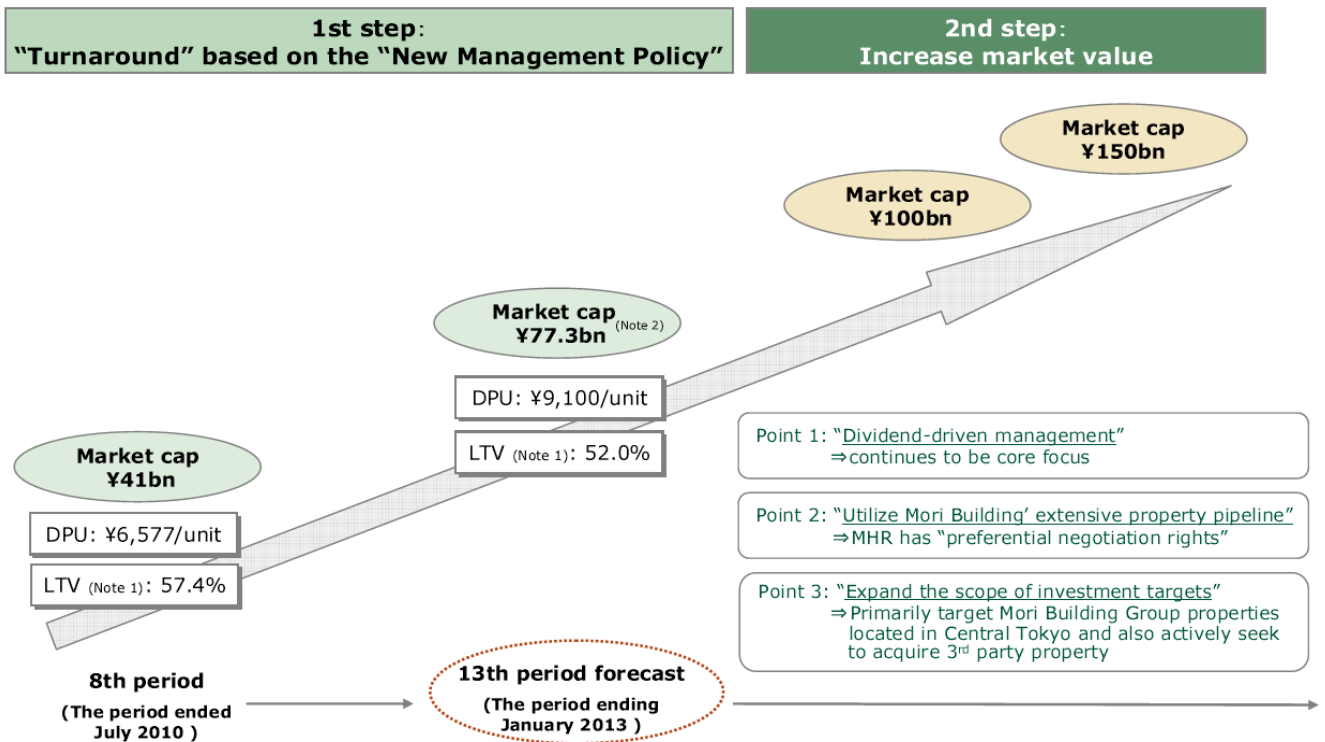 1st step:
“Turnaround” based on the “New Management Policy”
2nd step:
Increase market value
Market cap
¥150bn
Market cap
¥100bn
Market cap
¥77.3bn (Note 2)
DPU: ¥9,100/unit
LTV (Note 1): 52.0%
Market cap
¥41bn
DPU: ¥6,577/unit
LTV (Note 1): 57.4%
Point 1: “Dividend-driven management”
⇒continues to be core focus
Point 2: “Utilize Mori Building’ extensive property pipeline”
⇒MHR has “preferential negotiation rights”
Point 3: “Expand the scope of investment targets”
⇒Primarily target Mori Building Group properties
located in Central Tokyo and also actively seek
to acquire 3rd party property
8th period
(The period ended
July 2010 )
13th period forecast
(The period ending
January 2013 )